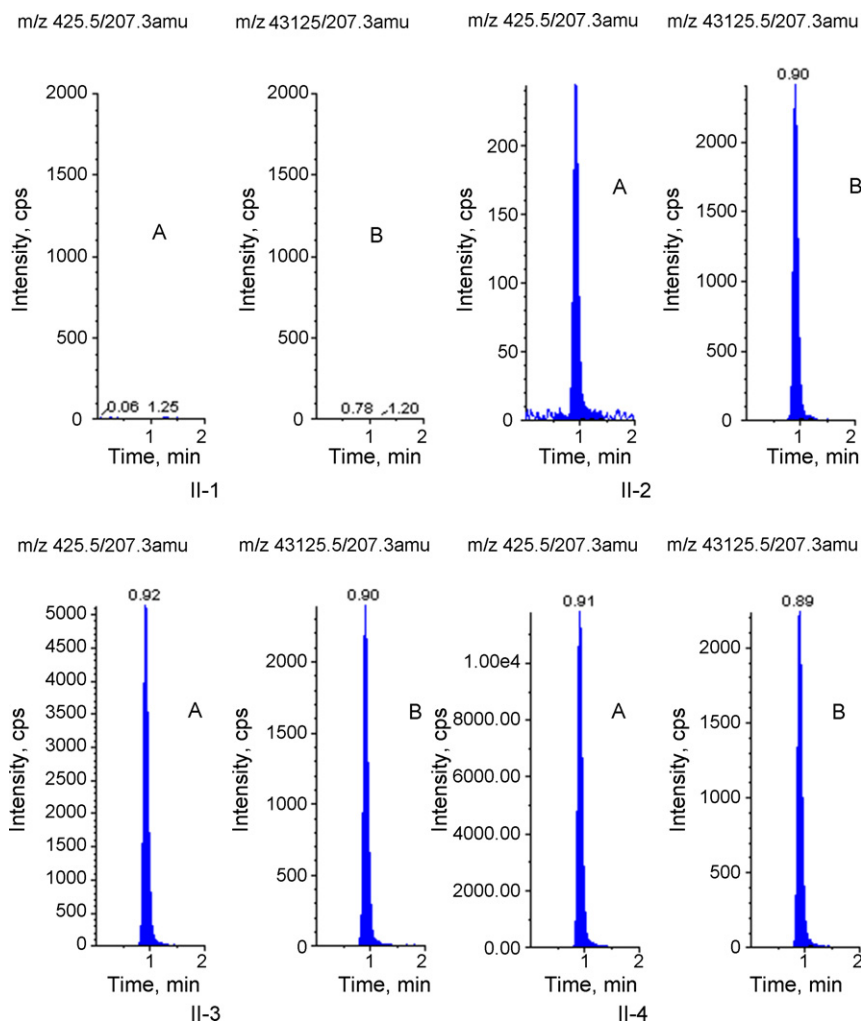 m/z 425.5/207.3amu
2000
1500
1000
500
0
Intensity, cps
A
0.06 1.25
1 2
Time, min
m/z 43125/207.3amu
2000
1500
1000
500
0
Intensity, cps
B
0.78 1.20
1 2
Time, min
II-1
m/z 425.5/207.3amu
200
150
100
50
0
Intensity, cps
A
1 2
Time, min
m/z 43125.5/207.3amu
0.90
2000
1500
1000
500
0
Intensity, cps
B
1 2
Time, min
II-2
m/z 425.5/207.3amu
0.92
5000
4500
4000
3500
3000
2500
2000
1500
1000
500
0
Intensity, cps
A
1 2
Time, min
m/z 43125.5/207.3amu
0.90
2000
1500
1000
500
0
Intensity, cps
B
1 2
Time, min
II-3
m/z 425.5/207.3amu
0.91
1.00e4
8000.00
6000.00
4000.00
2000.00
0.00
Intensity, cps
A
1 2
Time, min
m/z 43125.5/207.3amu
0.89
2000
1500
1000
500
0
Intensity, cps
B
1 2
Time, min
II-4